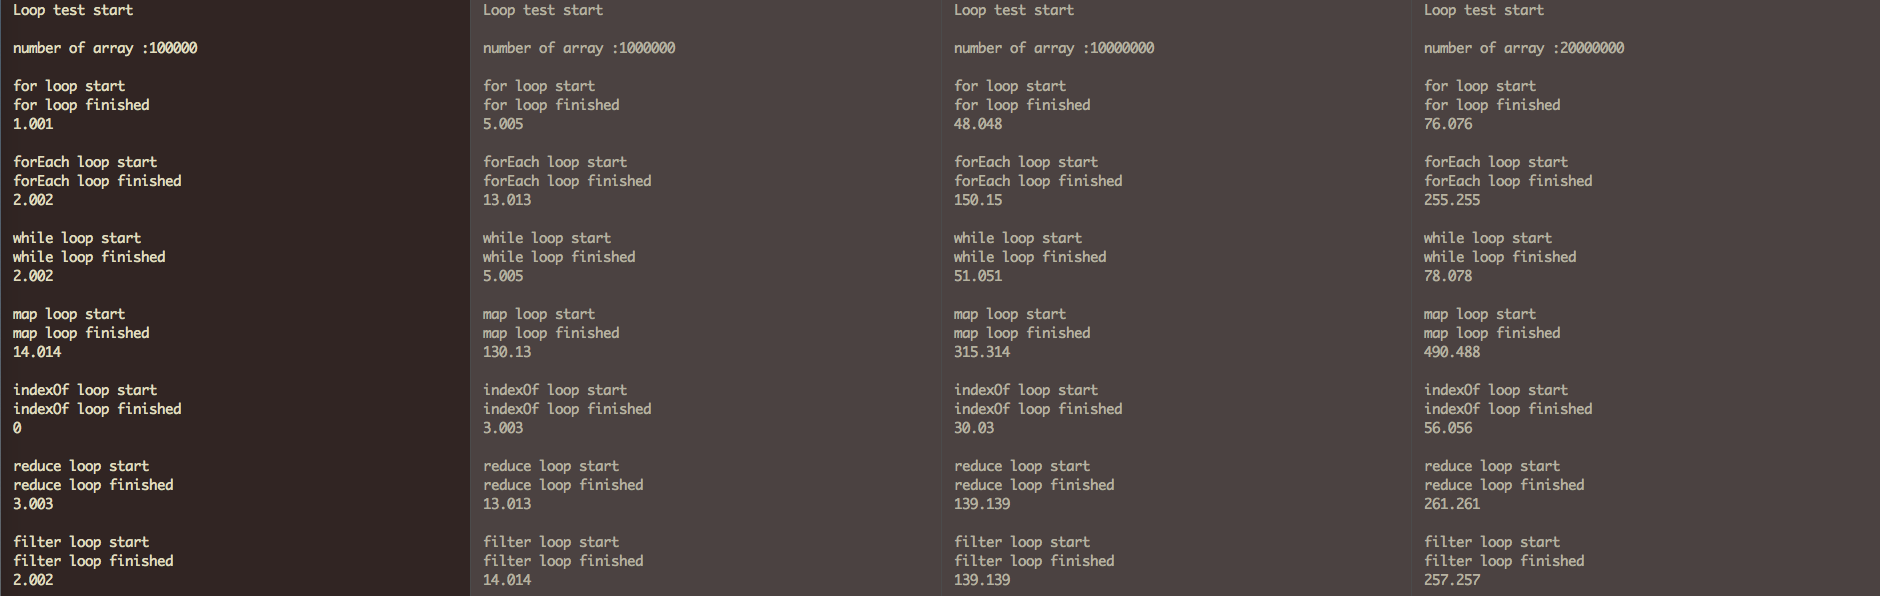 Loop test start
number of array :100000
for loop start
for loop finished
1.001
forEach loop start
forEach loop finished
2.002
while loop start
while loop finished
2.002
map loop start
map loop finished
14.014
indexOf loop start
indexOf loop finished
0
reduce loop start
reduce loop finished
3.003
filter loop start
filter loop finished
2.002
Loop test start
number of array :1000000
for loop start
for loop finished
5.005
forEach loop start
forEach loop finished
13.013
while loop start
while loop finished
5.005
map loop start
map loop finished
130.13
indexOf loop start
indexOf loop finished
3.003
reduce loop start
reduce loop finished
13.013
filter loop start
filter loop finished
14.014
Loop test start
number of array :10000000
for loop start
for loop finished
48.048
forEach loop start
forEach loop finished
150.15
while loop start
while loop finished
51.051
map loop start
map loop finished
315.314
indexOf loop start
indexOf loop finished
30.03
reduce loop start
reduce loop finished
139.139
filter loop start
filter loop finished
139.139
Loop test start
number of array :20000000
for loop start
for loop finished
76.076
forEach loop start
forEach loop finished
255.255
while loop start
while loop finished
78.078
map loop start
map loop finished
490.488
indexOf loop start
indexOf loop finished
56.056
reduce loop start
reduce loop finished
261.261
filter loop start
filter loop finished
257.257